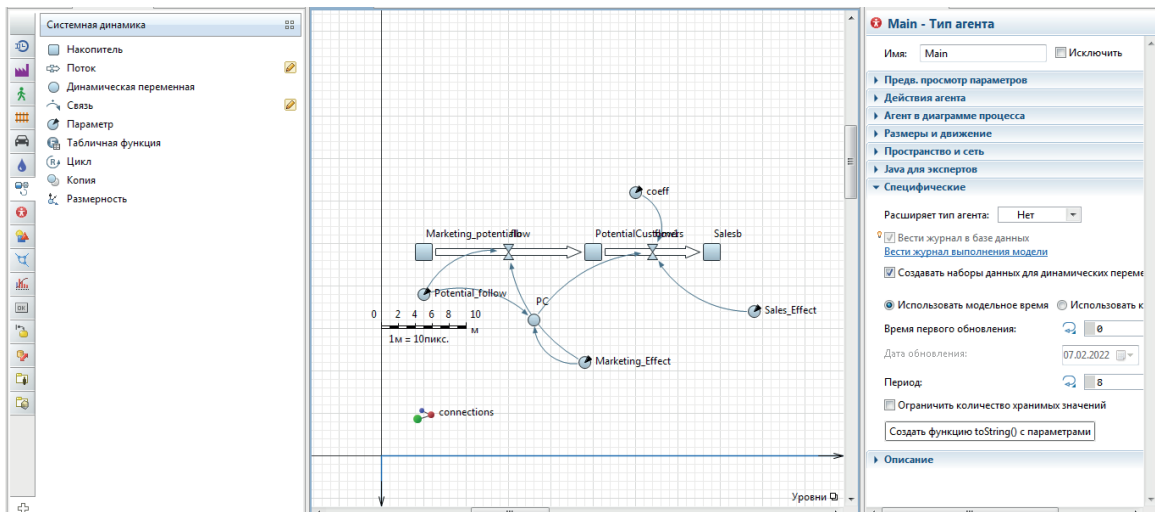 Системная динамика
Накопитель
Поток
Динамическая переменная
Связь
Параметр
Табличная функция
Цикл
Копия
Размерность
coeff
Marketing_potential
PotentialCustomers
Salesb
Potential_follow
PC
Sales_Effect
0 2 4 6 8 10
м
1м = 10пикс.
Marketing_Effect
connections
Уровни
Main - Тип агента
Имя: Main Исключить
Предв. просмотр параметров
Действия агента
Агент в диаграмме процесса
Размеры и движение
Пространство и сеть
Java для экспертов
Специфические
Расширяет тип агента: Нет
Вести журнал в базе данных
Вести журнал выполнения модели
Создавать наборы данных для динамических переме
Использовать модельное время Использовать к
Время первого обновления: 0
Дата обновления: 07.02.2022
Период: 8
Ограничить количество хранимых значений
Создать функцию toString() с параметрами
Описание